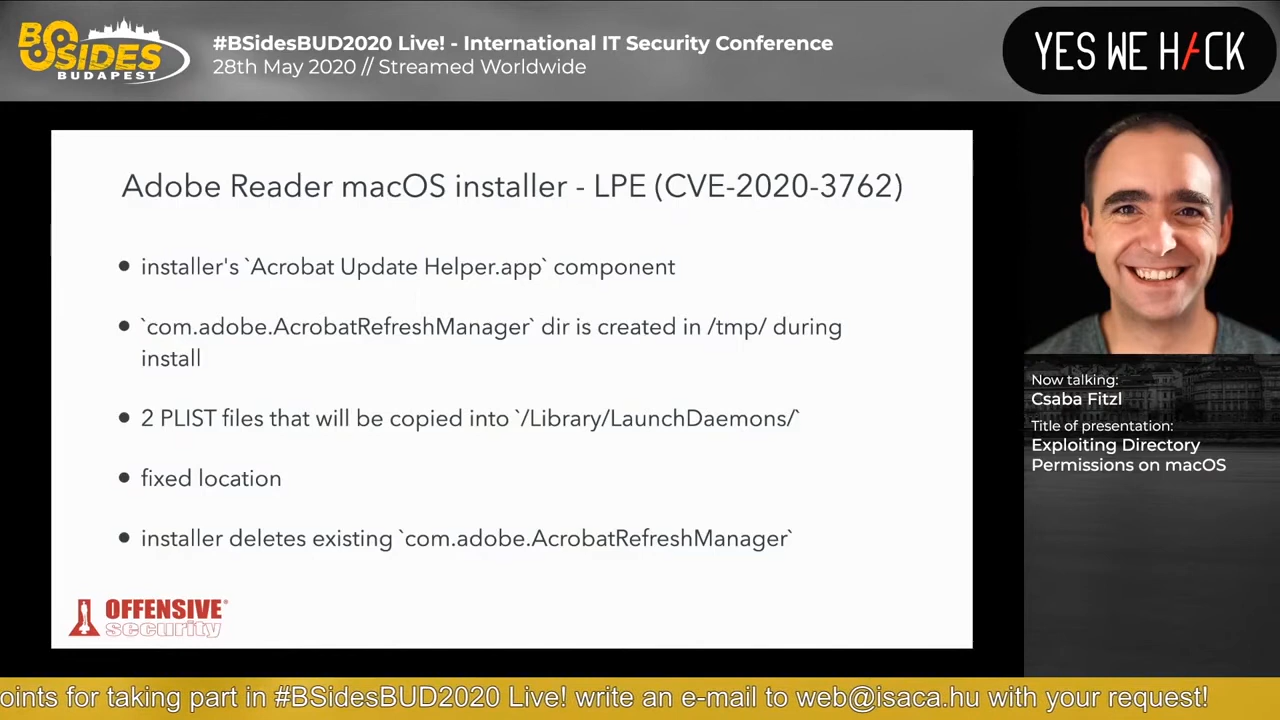 BSIDES
BUDAPEST
#BSidesBUD2020 Live! - International IT Security Conference
28th May 2020 // Streamed Worldwide
YES WE H/CK
Adobe Reader macOS installer - LPE (CVE-2020-3762)
• installer's `Acrobat Update Helper.app` component
• `com.adobe.AcrobatRefreshManager` dir is created in /tmp/ during
install
• 2 PLIST files that will be copied into `/Library/LaunchDaemons/`
• fixed location
• installer deletes existing `com.adobe.AcrobatRefreshManager`
OFFENSIVE®
security
Now talking:
Csaba Fitzl
Title of presentation:
Exploiting Directory
Permissions on macOS
oints for taking part in #BSidesBUD2020 Live! write an e-mail to web@isaca.hu with your request!